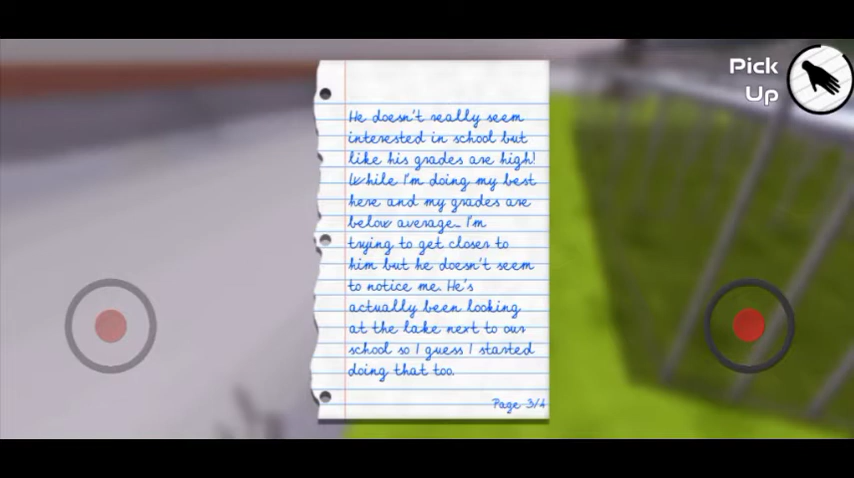 He doesn't really seem
interested in school but
like his grades are high!
While I'm doing my best
here and my grades are
below average... I'm
trying to get closer to
him but he doesn't seem
to notice me. He's
actually been looking
at the lake next to our
school so I guess I started
doing that too.
Page 3/4
Pick
Up